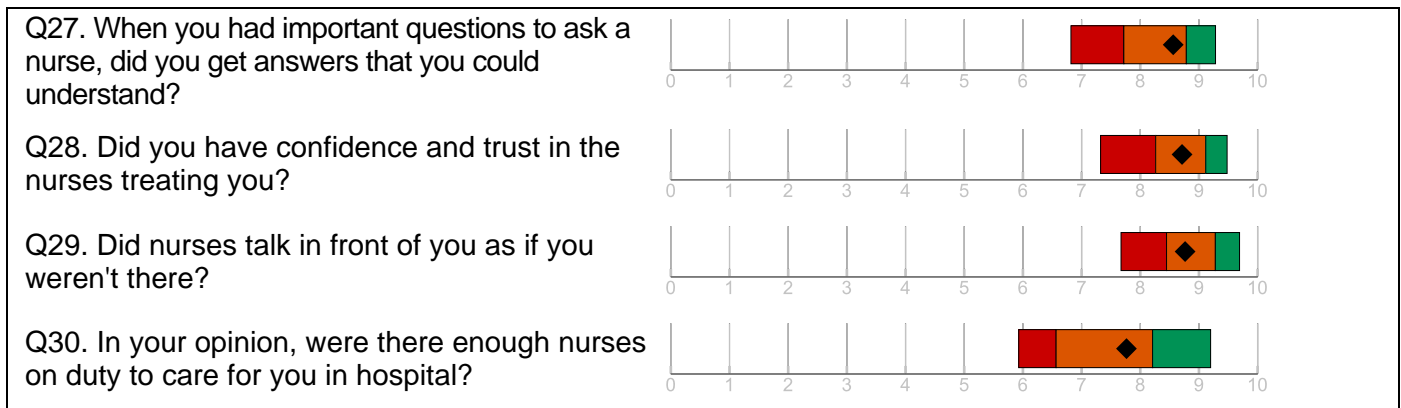 Q27. When you had important questions to ask a
nurse, did you get answers that you could
understand?
0 1 2 3 4 5 6 7 8 9 10
Q28. Did you have confidence and trust in the
nurses treating you?
0 1 2 3 4 5 6 7 8 9 10
Q29. Did nurses talk in front of you as if you
weren't there?
0 1 2 3 4 5 6 7 8 9 10
Q30. In your opinion, were there enough nurses
on duty to care for you in hospital?
0 1 2 3 4 5 6 7 8 9 10